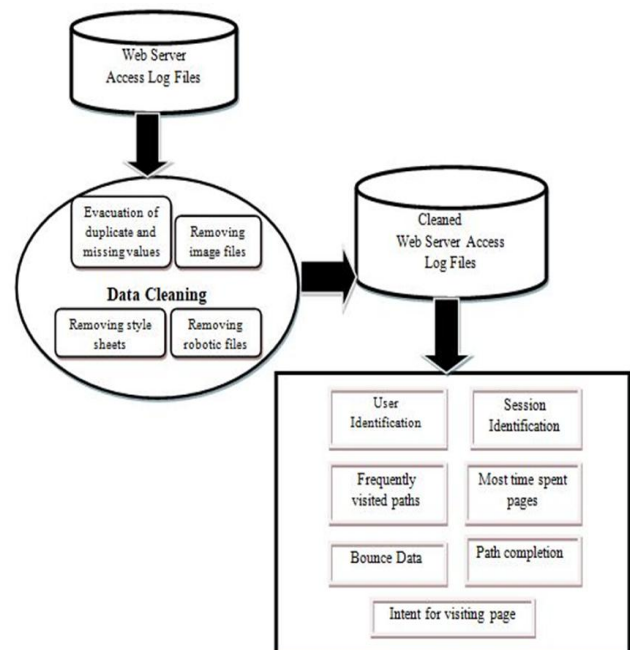 Web Server
Access Log Files
Evacuation of
duplicate and
missing values
Removing
image files
Data Cleaning
Removing style
sheets
Removing
robotic files
Cleaned
Web Server Access
Log Files
User
Identification
Session
Identification
Frequently
visited paths
Most time spent
pages
Bounce Data
Path completion
Intent for visiting page